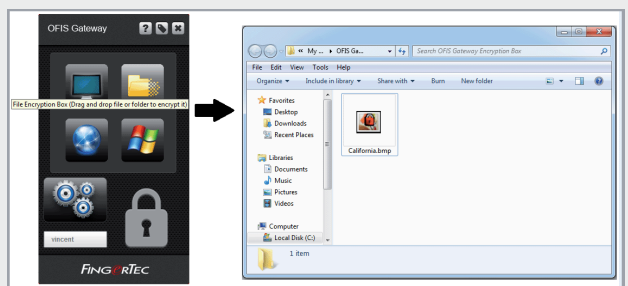 OFIS Gateway
File Encryption Box (Drag and drop file or folder to encrypt it)
vincent
FINGERTEC
« My ... ▸ OFIS Ga...
Search OFIS Gateway Encryption Box
File Edit View Tools Help
Organize Include in library Share with Burn New folder
Favorites
Desktop
Downloads
Recent Places
Libraries
Documents
Music
Pictures
Videos
Computer
Local Disk (C:)
California.bmp
1 item